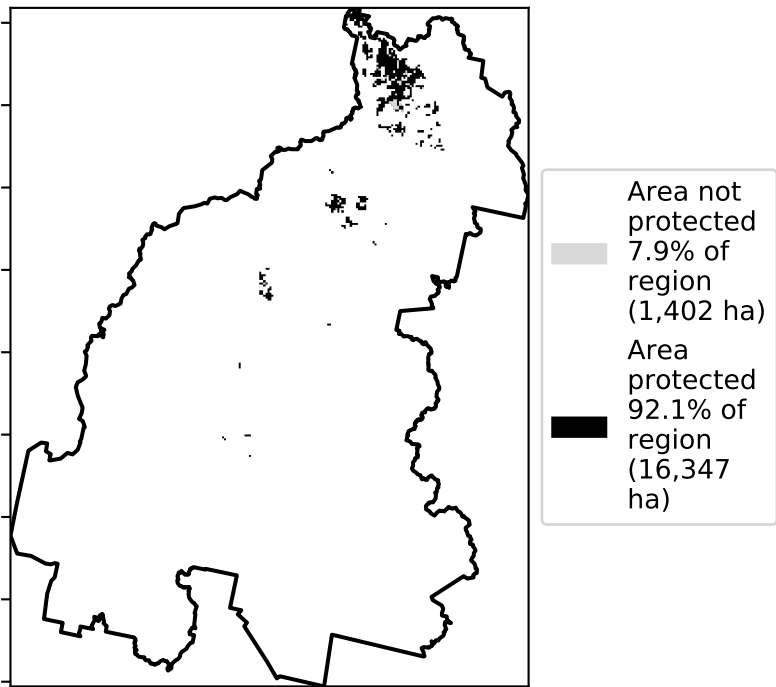 Area not
protected
7.9% of
region
(1,402 ha)
Area
protected
92.1% of
region
(16,347
ha)